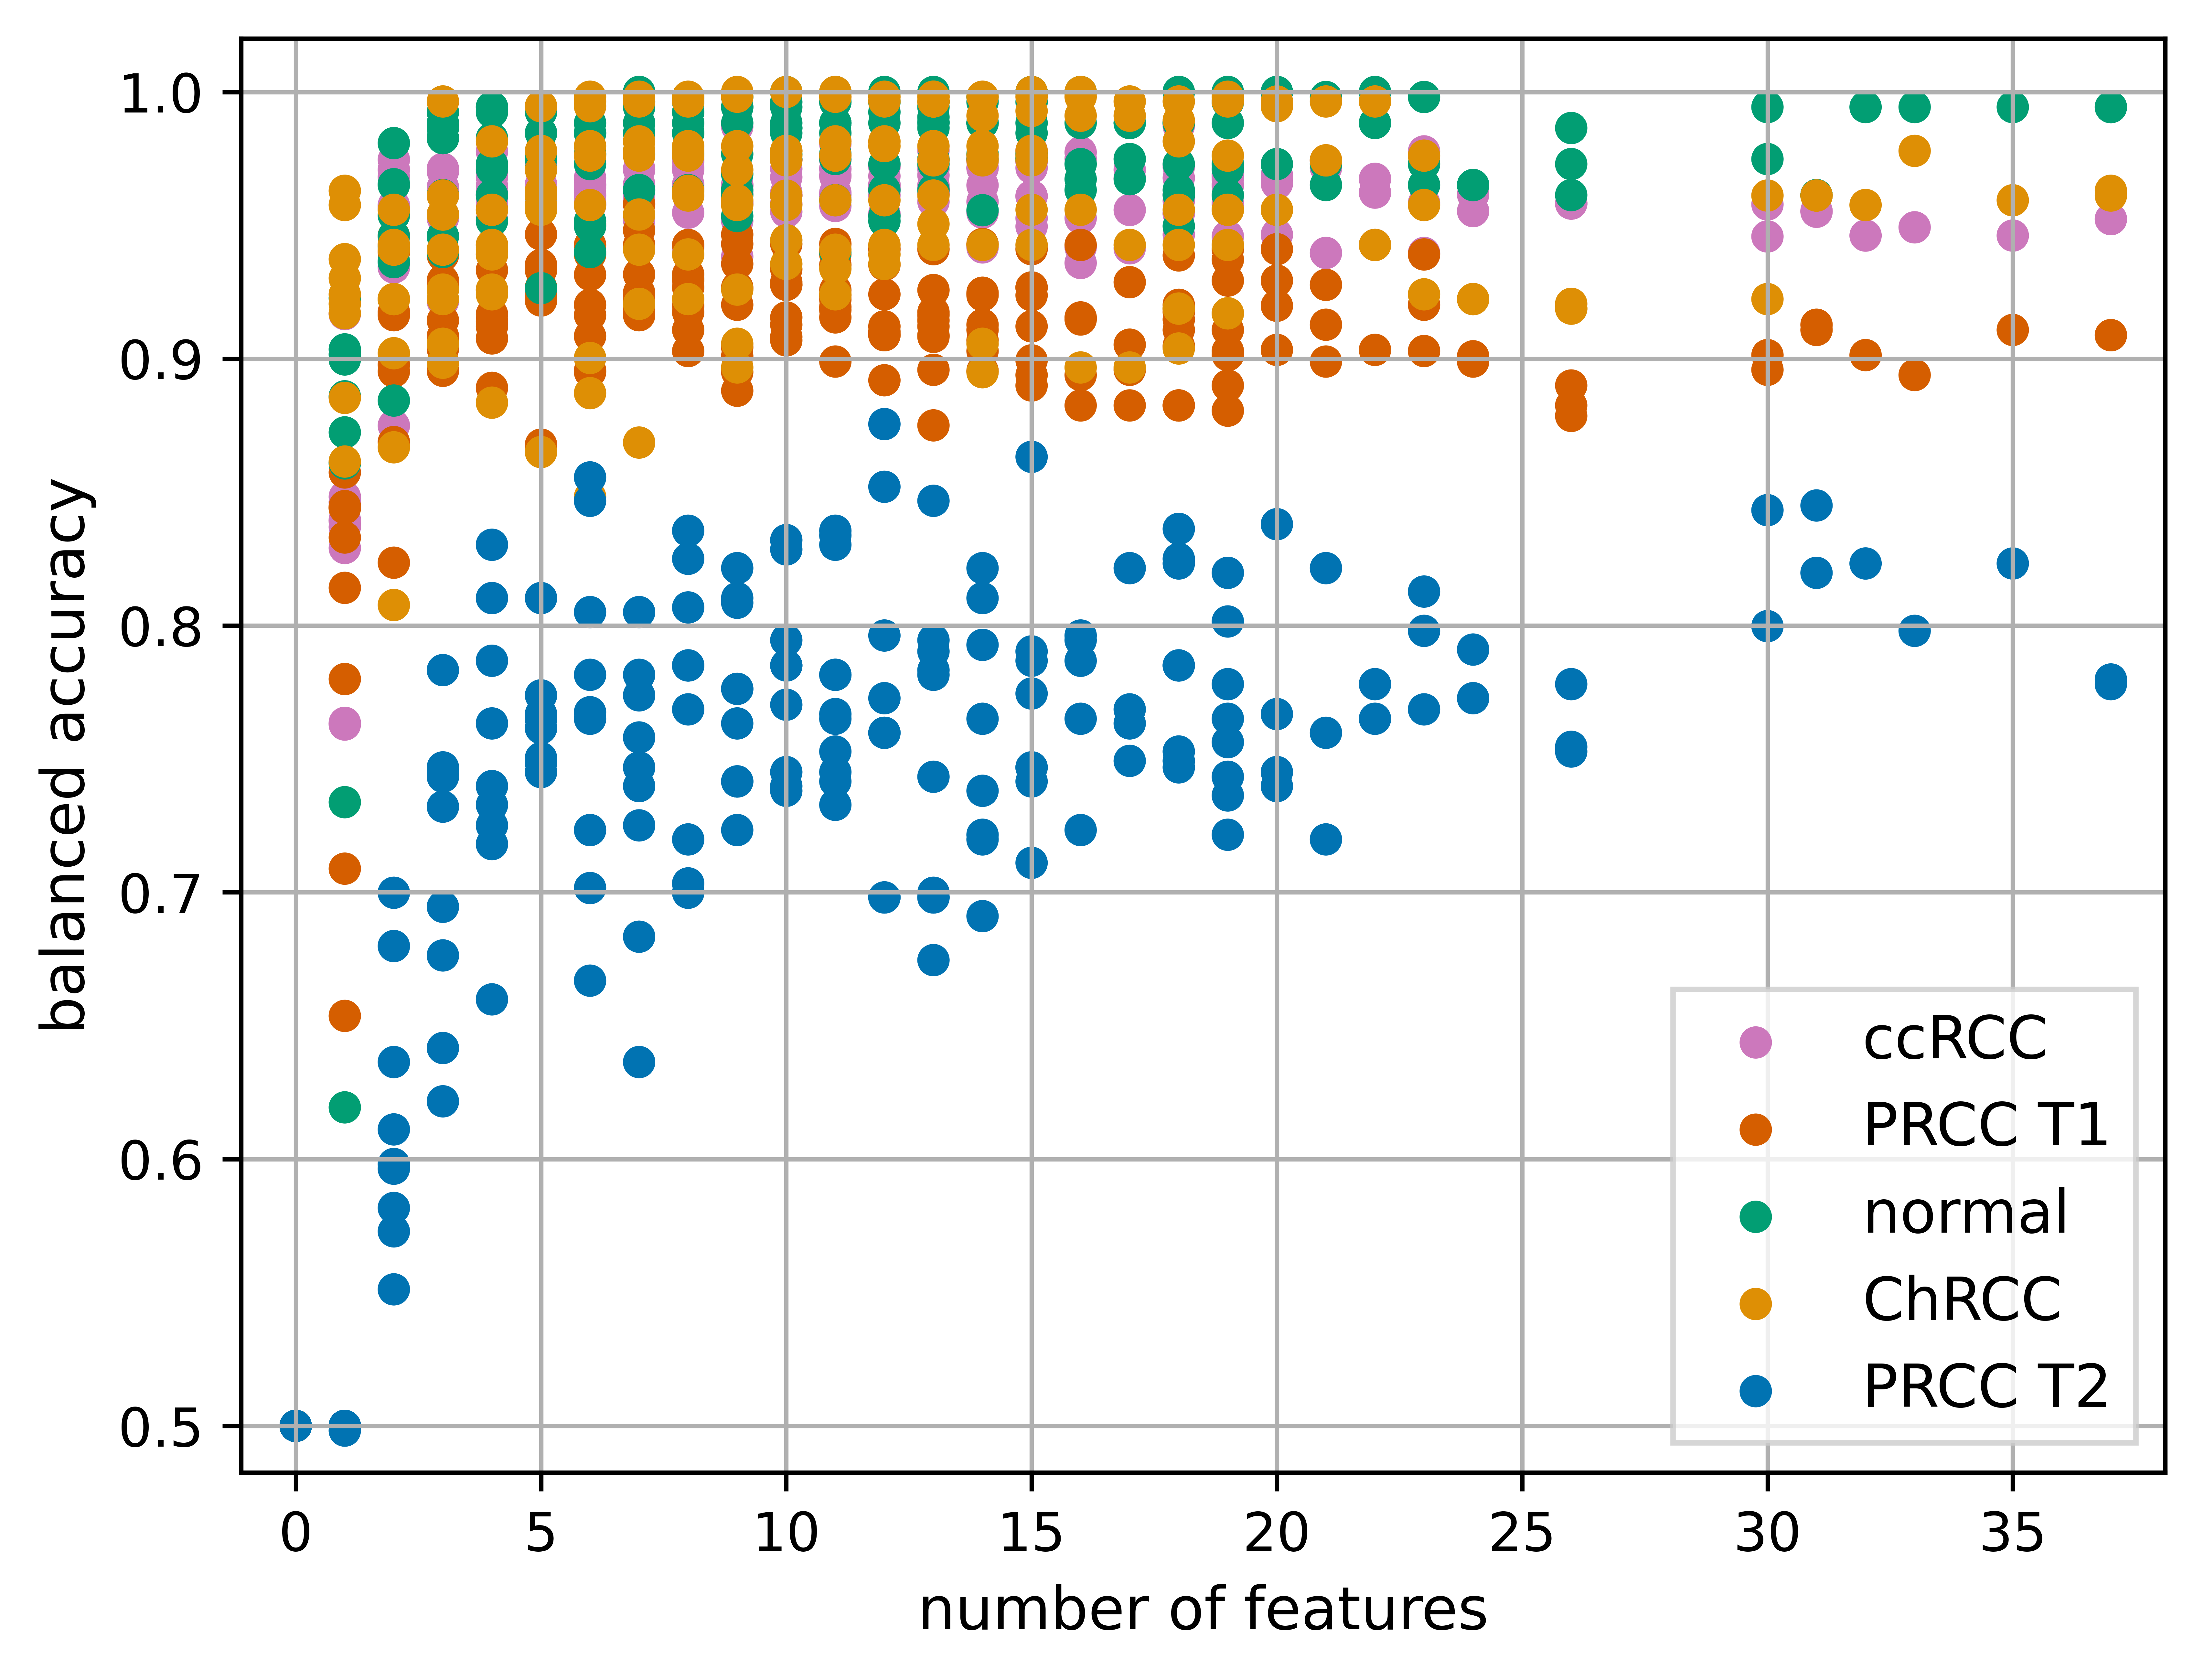 1.0
0.9
0.8
0.7
0.6
0.5
balanced accuracy
ccRCC
PRCC T1
normal
ChRCC
PRCC T2
0 5 10 15 20 25 30 35
number of features